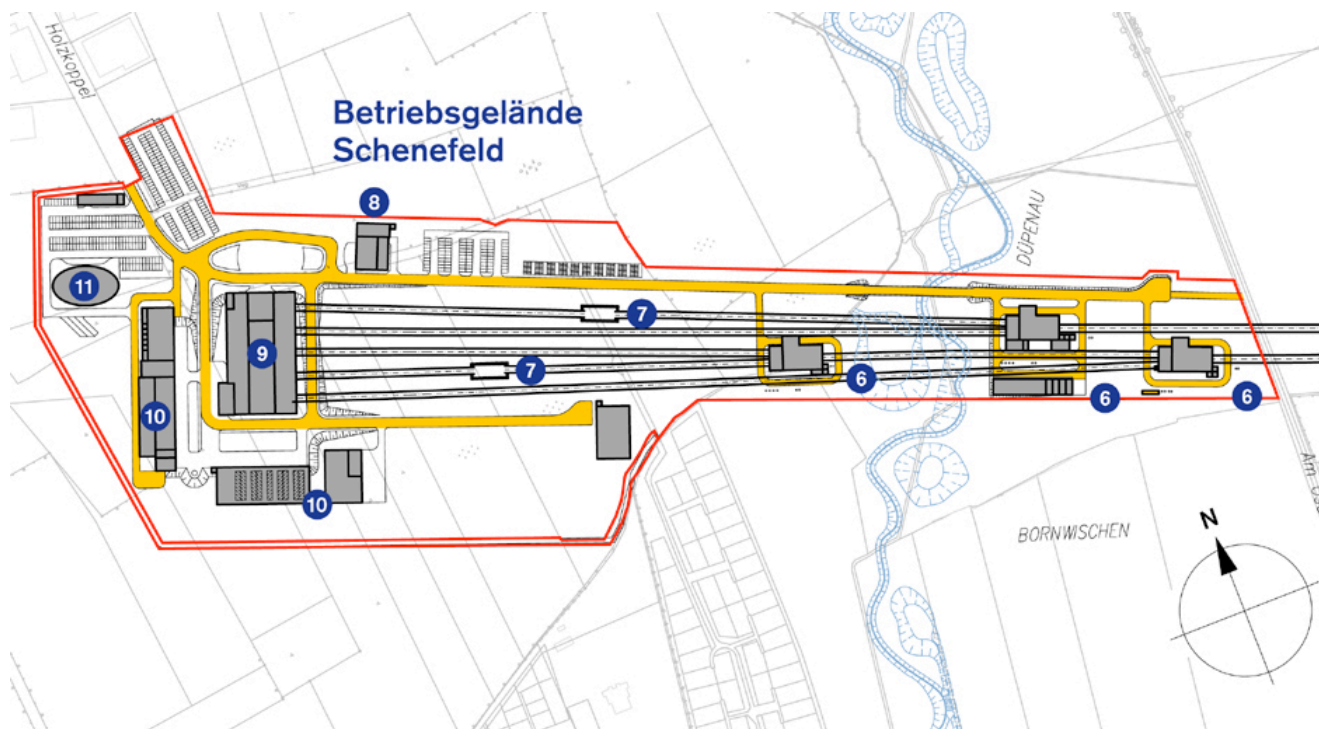 Holzkoppel
Betriebsgelände
Schenefeld
8
DÜPENAU
11
7
9
7
6
6
6
10
10
BORNWISCHEN
N